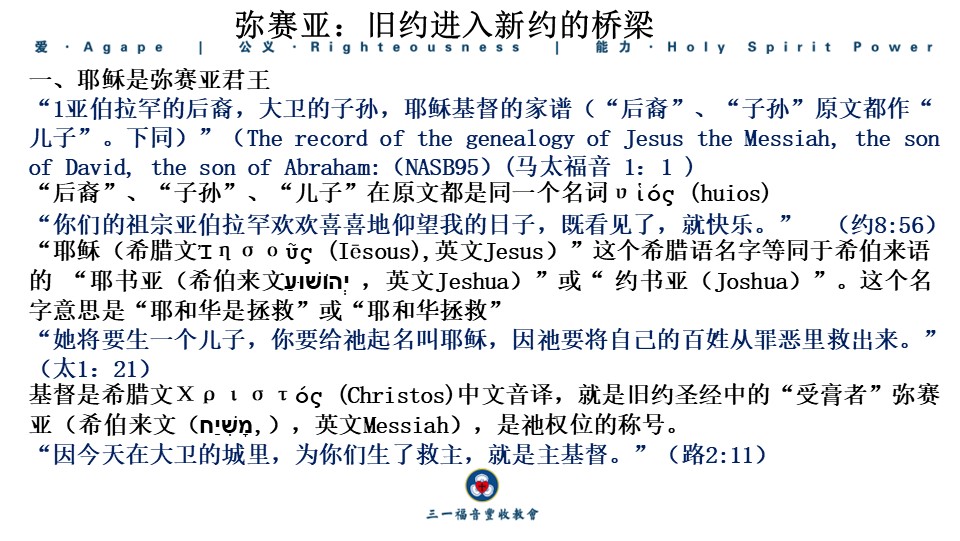 弥赛亚：旧约进入新约的桥梁
爱 · Agape | 公义 · Righteousness | 能力 · Holy Spirit Power
一、耶稣是弥赛亚君王
“1亚伯拉罕的后裔，大卫的子孙，耶稣基督的家谱（“后裔”、“子孙”原文都作“
儿子”。下同）”（The record of the genealogy of Jesus the Messiah, the son
of David, the son of Abraham:（NASB95）(马太福音 1：1 )
“后裔”、“子孙”、“儿子”在原文都是同一个名词υἱός (huios)
“你们的祖宗亚伯拉罕欢欢喜喜地仰望我的日子，既看见了，就快乐。” （约8:56）
“耶稣（希腊文Ἰησοῦς (Iēsous),英文Jesus）”这个希腊语名字等同于希伯来语
的 “耶书亚（希伯来文יְהוֹשׁוּעַ ，英文Jeshua）”或“ 约书亚（Joshua）”。这个名
字意思是“耶和华是拯救”或“耶和华拯救”
“她将要生一个儿子，你要给祂起名叫耶稣，因祂要将自己的百姓从罪恶里救出来。”
（太1：21）
基督是希腊文Χριστός (Christos)中文音译，就是旧约圣经中的“受膏者”弥赛
亚（希伯来文（מָשִׁיַח,），英文Messiah），是祂权位的称号。
“因今天在大卫的城里，为你们生了救主，就是主基督。”（路2:11）
三一福音豐收教會